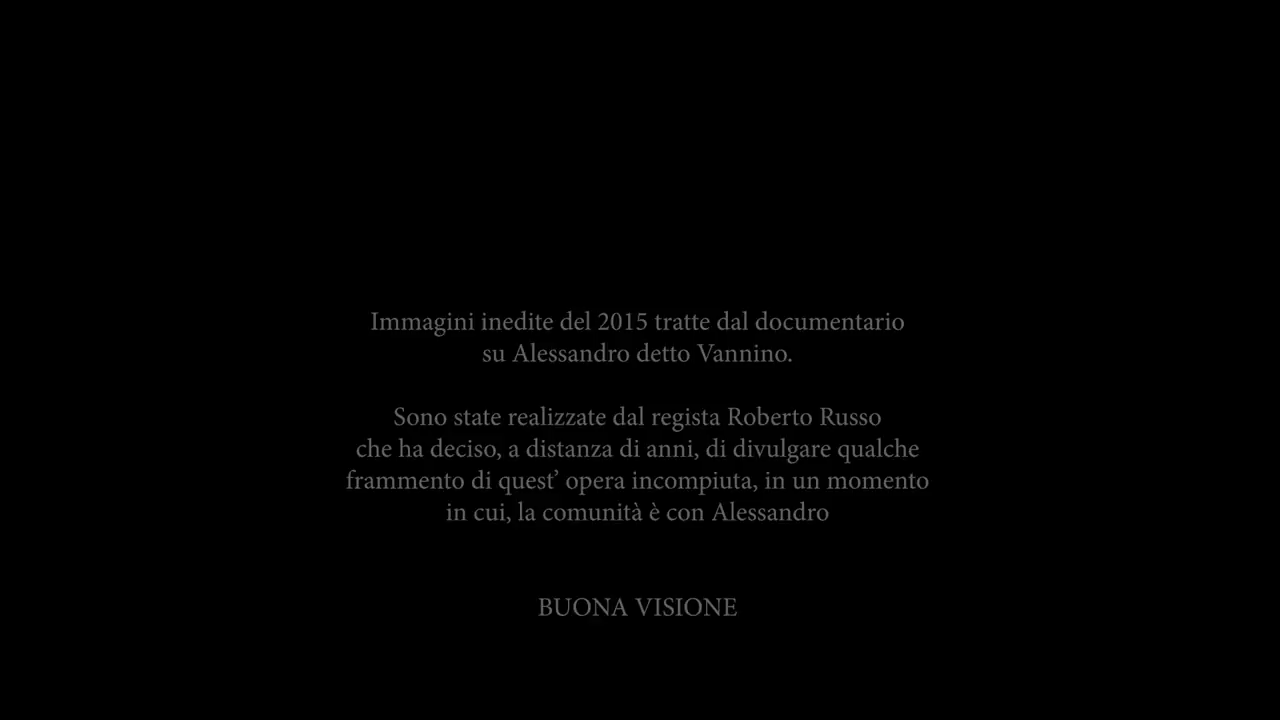 Immagini inedite del 2015 tratte dal documentario
su Alessandro detto Vannino.
Sono state realizzate dal regista Roberto Russo
che ha deciso, a distanza di anni, di divulgare qualche
frammento di quest’ opera incompiuta, in un momento
in cui, la comunità è con Alessandro
BUONA VISIONE